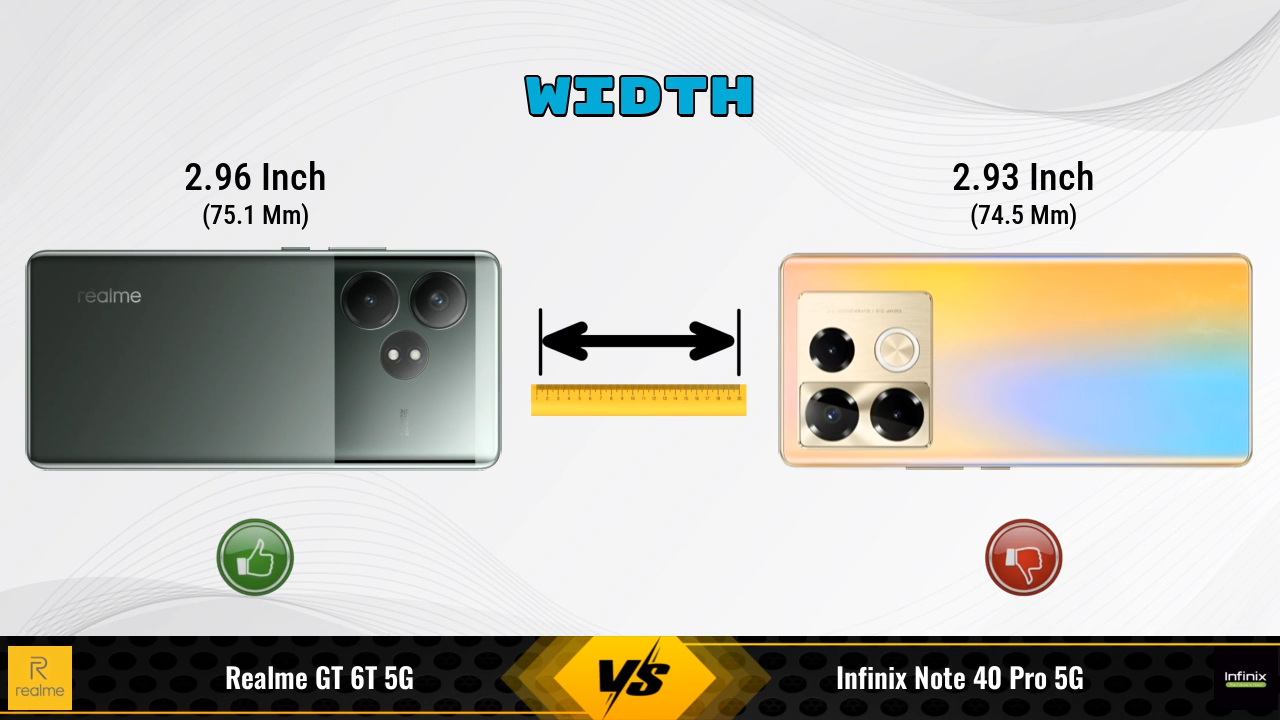 WIDTH
2.96 Inch
(75.1 Mm)
2.93 Inch
(74.5 Mm)
realme
VS
Realme GT 6T 5G
Infinix Note 40 Pro 5G
R
realme
Infinix